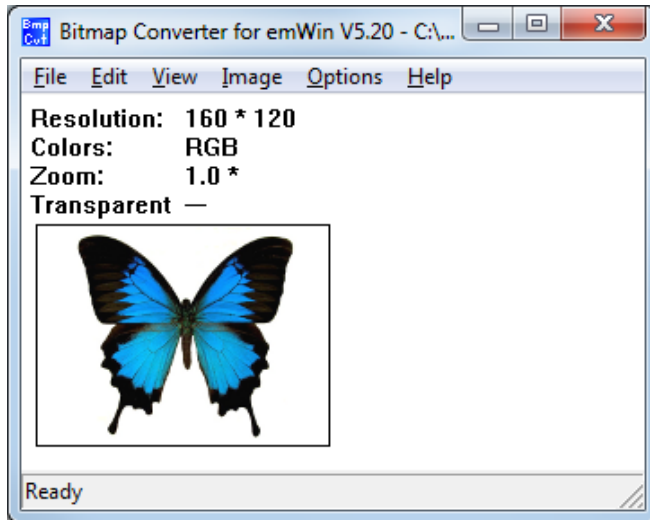 Bmp
Cvt
Bitmap Converter for emWin V5.20 - C:\...
File Edit View Image Options Help
Resolution: 160 * 120
Colors: RGB
Zoom: 1.0 *
Transparent —
Ready